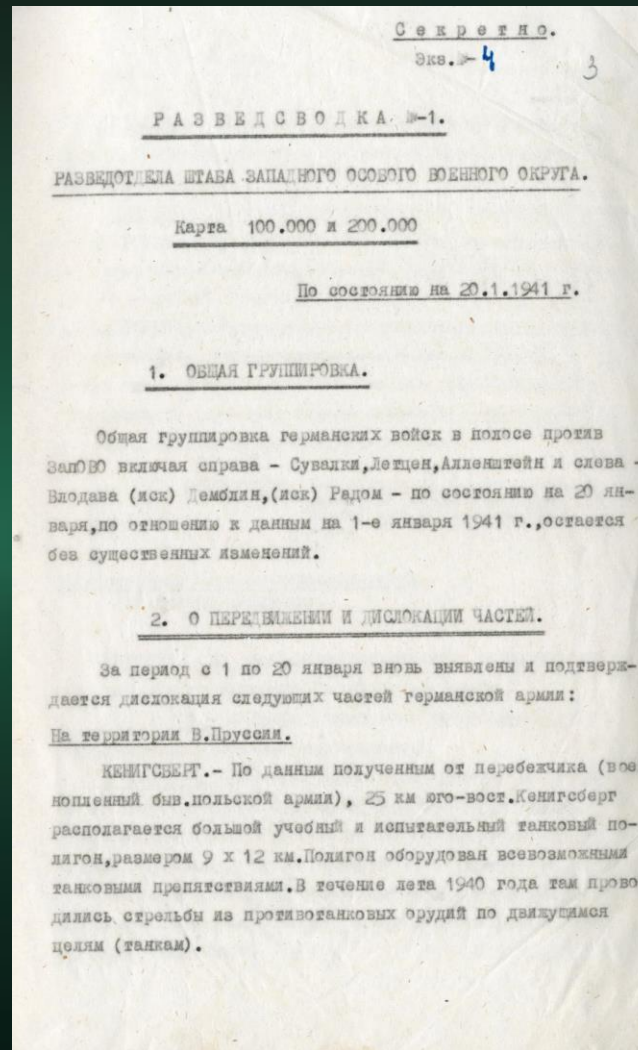 Секретно.
Экз.№- 4
3
РАЗВЕДСВОДКА №-1.
РАЗВЕДОТДЕЛА ШТАБА ЗАПАДНОГО ОСОБОГО ВОЕННОГО ОКРУГА.
Карта 100.000 и 200.000
По состоянию на 20.1.1941 г.
1. ОБЩАЯ ГРУППИРОВКА.
Общая группировка германских войск в полосе против
ЗапОВО включая справа - Сувалки,Летцен,Алленштейн и слева -
Влодава (иск) Демблин,(иск) Радом - по состоянию на 20 ян-
варя,по отношению к данным на 1-е января 1941 г.,остается
без существенных изменений.
2. О ПЕРЕДВИЖЕНИИ И ДИСЛОКАЦИИ ЧАСТЕЙ.
За период с 1 по 20 января вновь выявлены и подтверж-
дается дислокация следующих частей германской армии:
На территории В.Пруссии.
КЕНИГСБЕРГ.- По данным полученным от перебежчика (вое
нопленный быв.польской армии), 25 км юго-вост.Кенигсберг
располагается большой учебный и испытательный танковый по-
лигон,размером 9 х 12 км.Полигон оборудован всевозможными
танковыми препятствиями.В течение лета 1940 года там прово
дились стрельбы из противотанковых орудий по движущимся
целям (танкам).